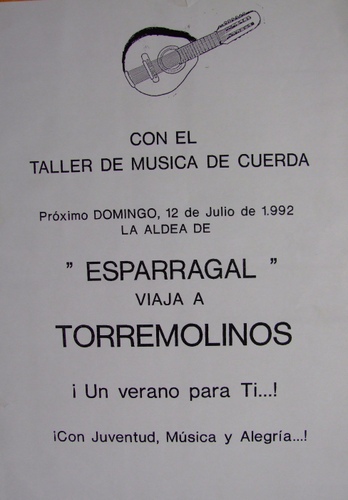 CON EL
TALLER DE MUSICA DE CUERDA
Próximo DOMINGO, 12 de Julio de 1.992
LA ALDEA DE
" ESPARRAGAL "
VIAJA A
TORREMOLINOS
¡ Un verano para Ti...!
¡Con Juventud, Música y Alegría...!